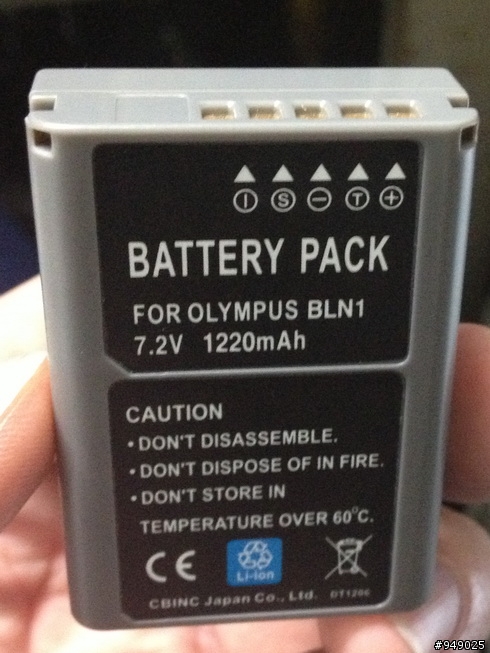 I S − T +
BATTERY PACK
FOR OLYMPUS BLN1
7.2V 1220mAh
CAUTION
•DON'T DISASSEMBLE.
•DON'T DISPOSE OF IN FIRE.
•DON'T STORE IN
TEMPERATURE OVER 60°C.
CE
Li-ion
CBINC Japan Co., Ltd. DT1206
#949025